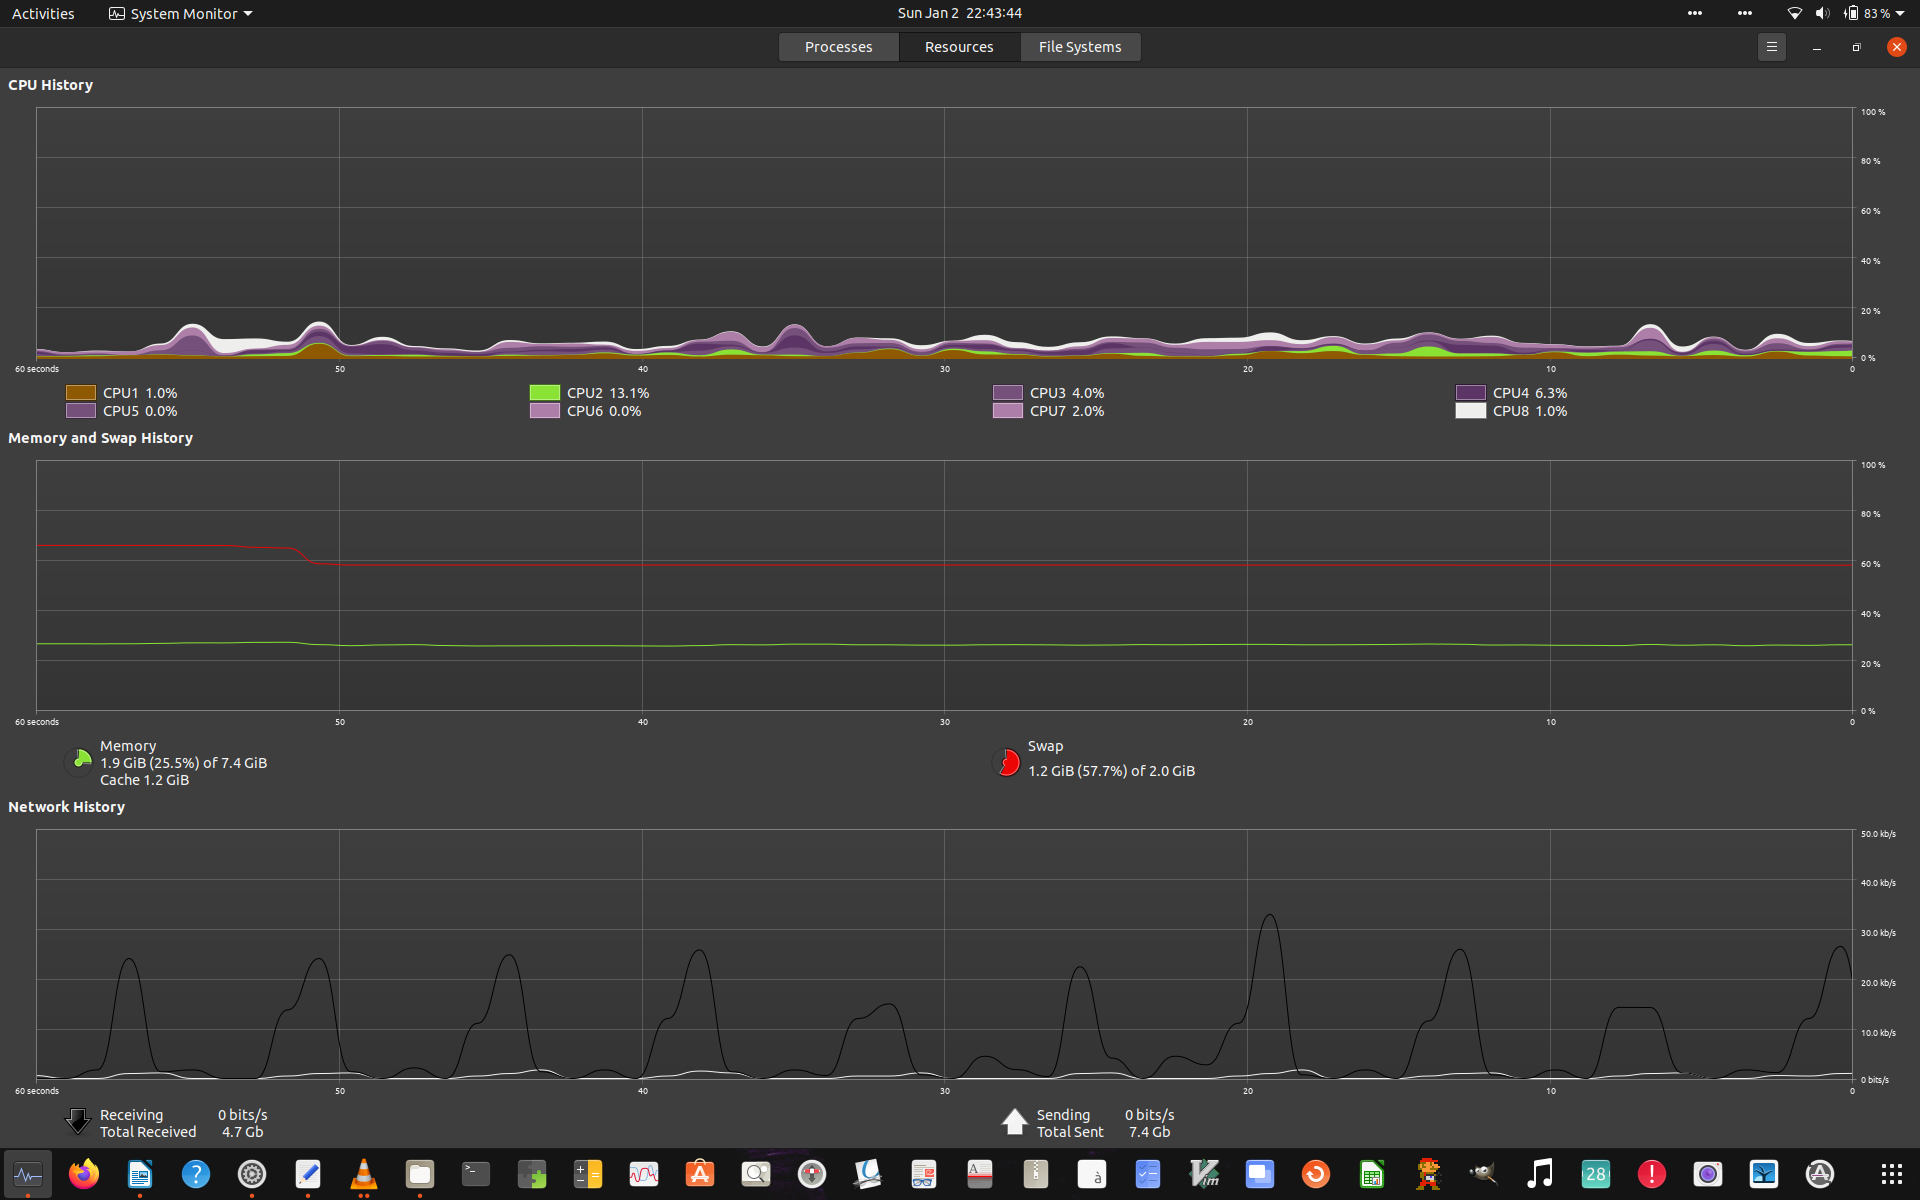 Activities System Monitor Sun Jan 2 22:43:44 83 %
Processes Resources File Systems
CPU History
100 %
80 %
60 %
40 %
20 %
0 %
60 seconds 50 40 30 20 10 0
CPU1 1.0% CPU2 13.1% CPU3 4.0% CPU4 6.3%
CPU5 0.0% CPU6 0.0% CPU7 2.0% CPU8 1.0%
Memory and Swap History
100 %
80 %
60 %
40 %
20 %
0 %
60 seconds 50 40 30 20 10 0
Memory
1.9 GiB (25.5%) of 7.4 GiB
Cache 1.2 GiB
Swap
1.2 GiB (57.7%) of 2.0 GiB
Network History
50.0 kb/s
40.0 kb/s
30.0 kb/s
20.0 kb/s
10.0 kb/s
0 bits/s
60 seconds 50 40 30 20 10 0
Receiving 0 bits/s
Total Received 4.7 Gb
Sending 0 bits/s
Total Sent 7.4 Gb
? >_ A A à Vim 28 !